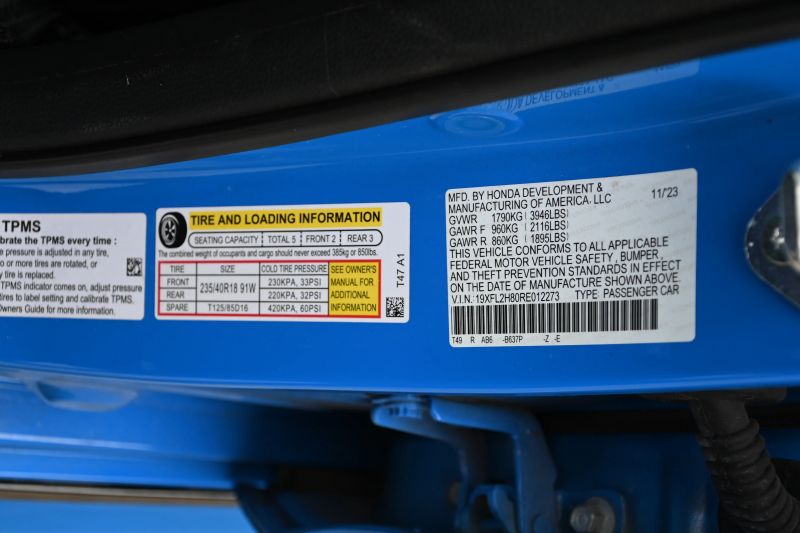 TPMS
brate the TPMS every time :
e pressure is adjusted in any tire,
o or more tires are rotated, or
y tire is replaced.
TPMS indicator comes on, adjust pressure
tires to label setting and calibrate TPMS.
Owners Guide for more information.
TIRE AND LOADING INFORMATION
SEATING CAPACITY TOTAL 5 FRONT 2 REAR 3
The combined weight of occupants and cargo should never exceed 385kg or 850lbs.
TIRE SIZE COLD TIRE PRESSURE SEE OWNER'S MANUAL FOR ADDITIONAL INFORMATION
FRONT 235/40R18 91W 230KPA, 33PSI
REAR 220KPA, 32PSI
SPARE T125/85D16 420KPA, 60PSI
T47 A1
MFD. BY HONDA DEVELOPMENT & 11/'23
MANUFACTURING OF AMERICA, LLC
GVWR 1790KG ( 3946LBS)
GAWR F 960KG ( 2116LBS)
GAWR R 860KG ( 1895LBS)
THIS VEHICLE CONFORMS TO ALL APPLICABLE
FEDERAL MOTOR VEHICLE SAFETY , BUMPER ,
AND THEFT PREVENTION STANDARDS IN EFFECT
ON THE DATE OF MANUFACTURE SHOWN ABOVE.
V.I.N.: 19XFL2H80RE012273 TYPE: PASSENGER CAR
T49 R AB6 -B637P -Z -E